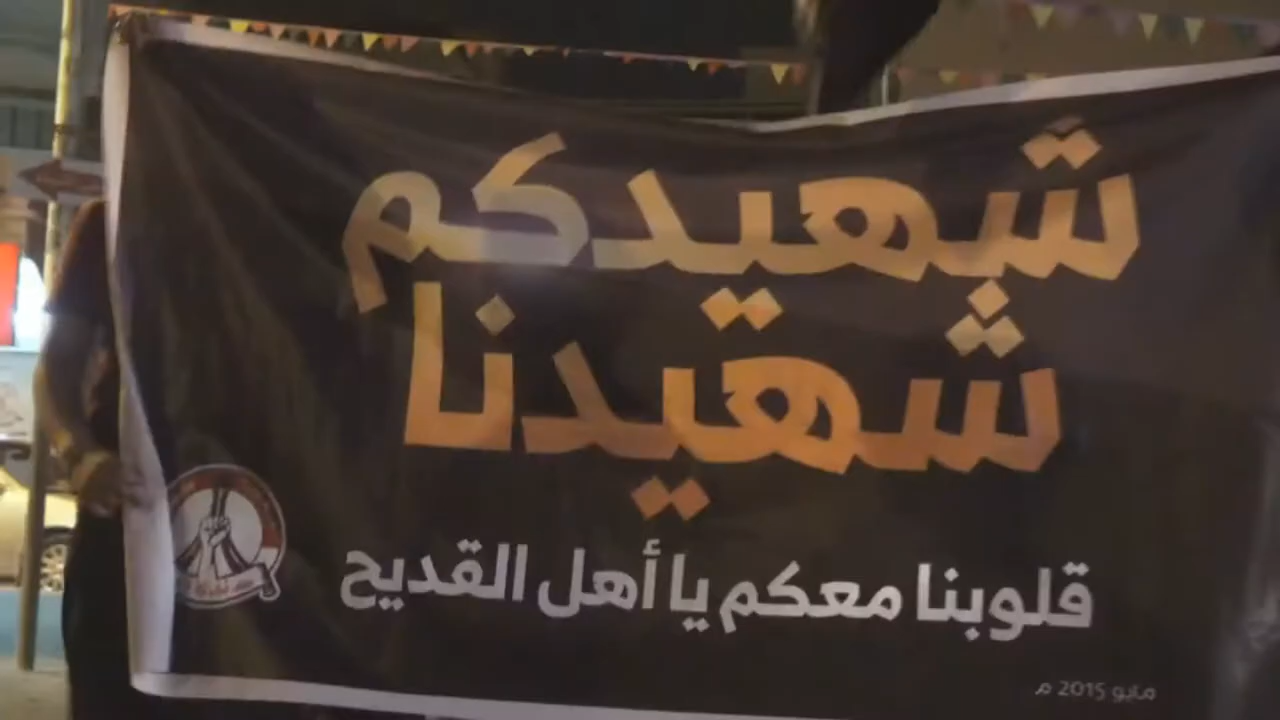 شهيدكم
شهيدنا
قلوبنا معكم يا أهل القديح
مايو 2015 م